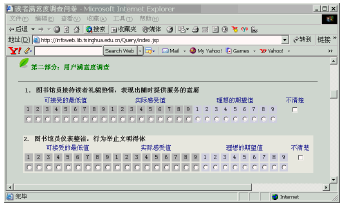 读者满意度调查问卷 - Microsoft Internet Explorer
文件(F) 编辑(E) 查看(V) 收藏(A) 工具(T) 帮助(H)
后退 搜索 收藏夹 媒体
地址(D) http://infoweb.lib.tsinghua.edu.cn/Query/index.jsp 转到 链接
Y! Search Web Mail My Yahoo! Games Yahoo!
第二部分：用户满意度调查
1. 图书馆员接待读者礼貌热情，表现出随时提供服务的意愿
可接受的最低值 实际感受值 理想的期望值 不清楚
1 2 3 4 5 6 7 8 9 1 2 3 4 5 6 7 8 9 1 2 3 4 5 6 7 8 9
2. 图书馆员仪表整洁，行为举止文明得体
可接受的最低值 实际感受值 理想的期望值 不清楚
1 2 3 4 5 6 7 8 9 1 2 3 4 5 6 7 8 9 1 2 3 4 5 6 7 8 9
完毕 Internet